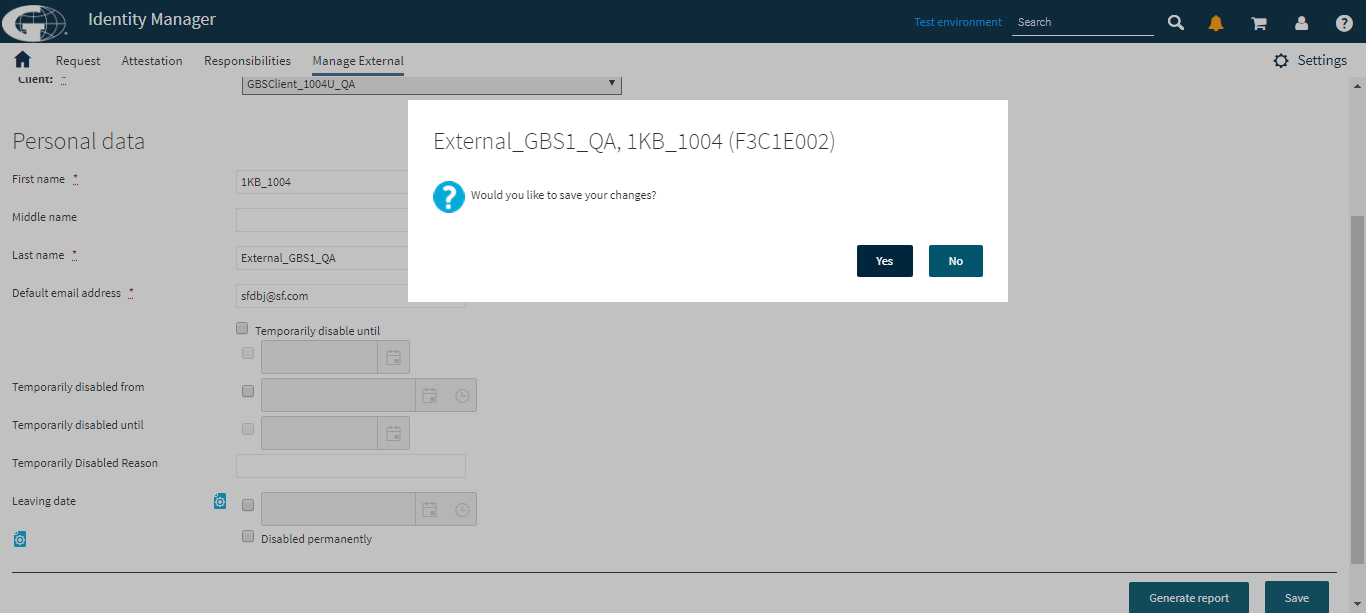 Identity Manager
Test environment
Search
Request
Attestation
Responsibilities
Manage External
Settings
Client: *
GBSClient_1004U_QA
External_GBS1_QA, 1KB_1004 (F3C1E002)
Would you like to save your changes?
Yes
No
Personal data
First name *
1KB_1004
Middle name
Last name *
External_GBS1_QA
Default email address *
sfdbj@sf.com
Temporarily disable until
Temporarily disabled from
Temporarily disabled until
Temporarily Disabled Reason
Leaving date
Disabled permanently
Generate report
Save